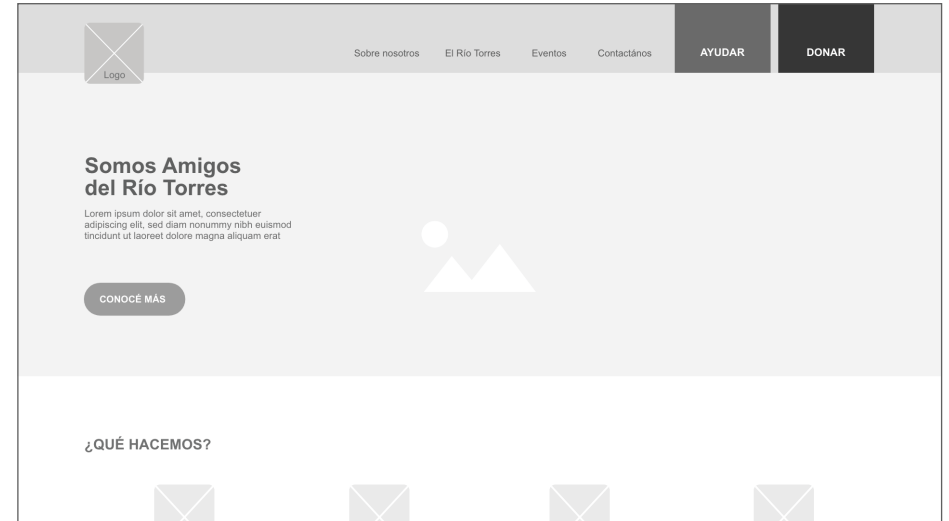 Logo
Sobre nosotros
El Río Torres
Eventos
Contactános
AYUDAR
DONAR
Somos Amigos
del Río Torres
Lorem ipsum dolor sit amet, consectetuer
adipiscing elit, sed diam nonummy nibh euismod
tincidunt ut laoreet dolore magna aliquam erat
CONOCÉ MÁS
¿QUÉ HACEMOS?